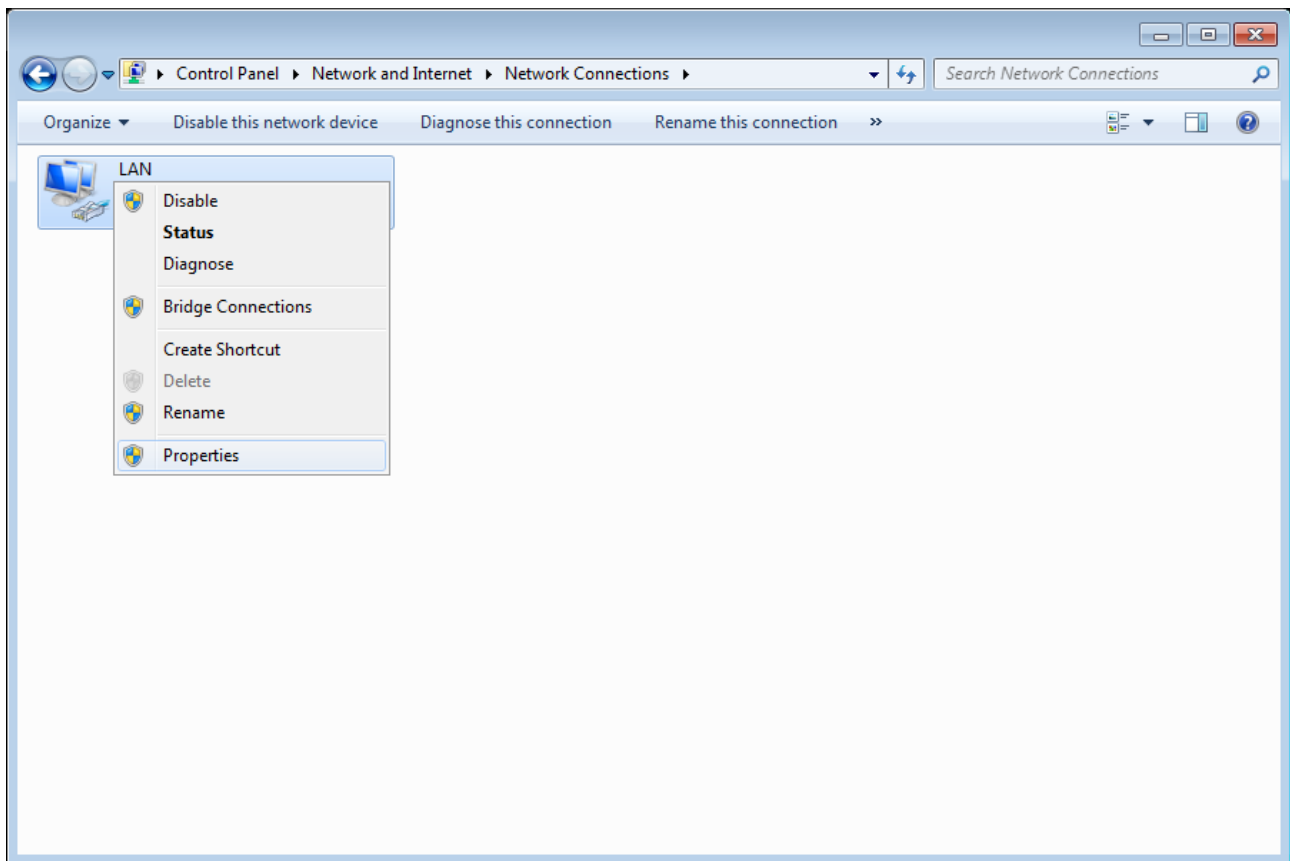 Control Panel Network and Internet Network Connections Search Network Connections
Organize Disable this network device Diagnose this connection Rename this connection »
LAN
Disable
Status
Diagnose
Bridge Connections
Create Shortcut
Delete
Rename
Properties